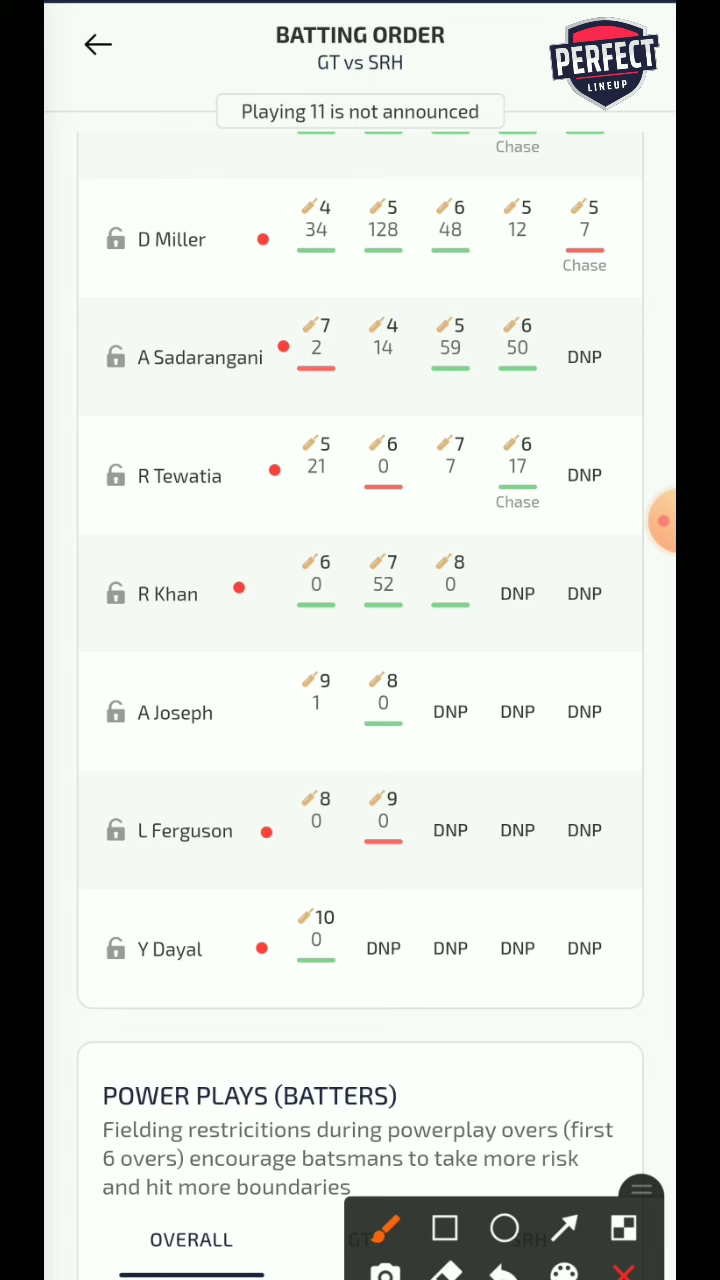 BATTING ORDER
GT vs SRH
PERFECT
LINEUP
Playing 11 is not announced
Chase
4 5 6 5 5
D Miller 34 128 48 12 7
Chase
7 4 5 6
A Sadarangani 2 14 59 50 DNP
5 6 7 6
R Tewatia 21 0 7 17 DNP
Chase
6 7 8
R Khan 0 52 0 DNP DNP
9 8
A Joseph 1 0 DNP DNP DNP
8 9
L Ferguson 0 0 DNP DNP DNP
10
Y Dayal 0 DNP DNP DNP DNP
POWER PLAYS (BATTERS)
Fielding restricitions during powerplay overs (first
6 overs) encourage batsmans to take more risk
and hit more boundaries
OVERALL GT SRH